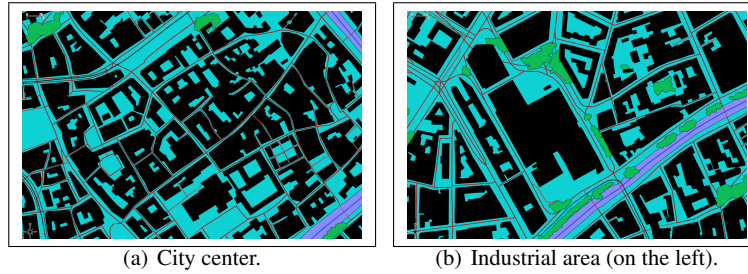 (a) City center.
(b) Industrial area (on the left).